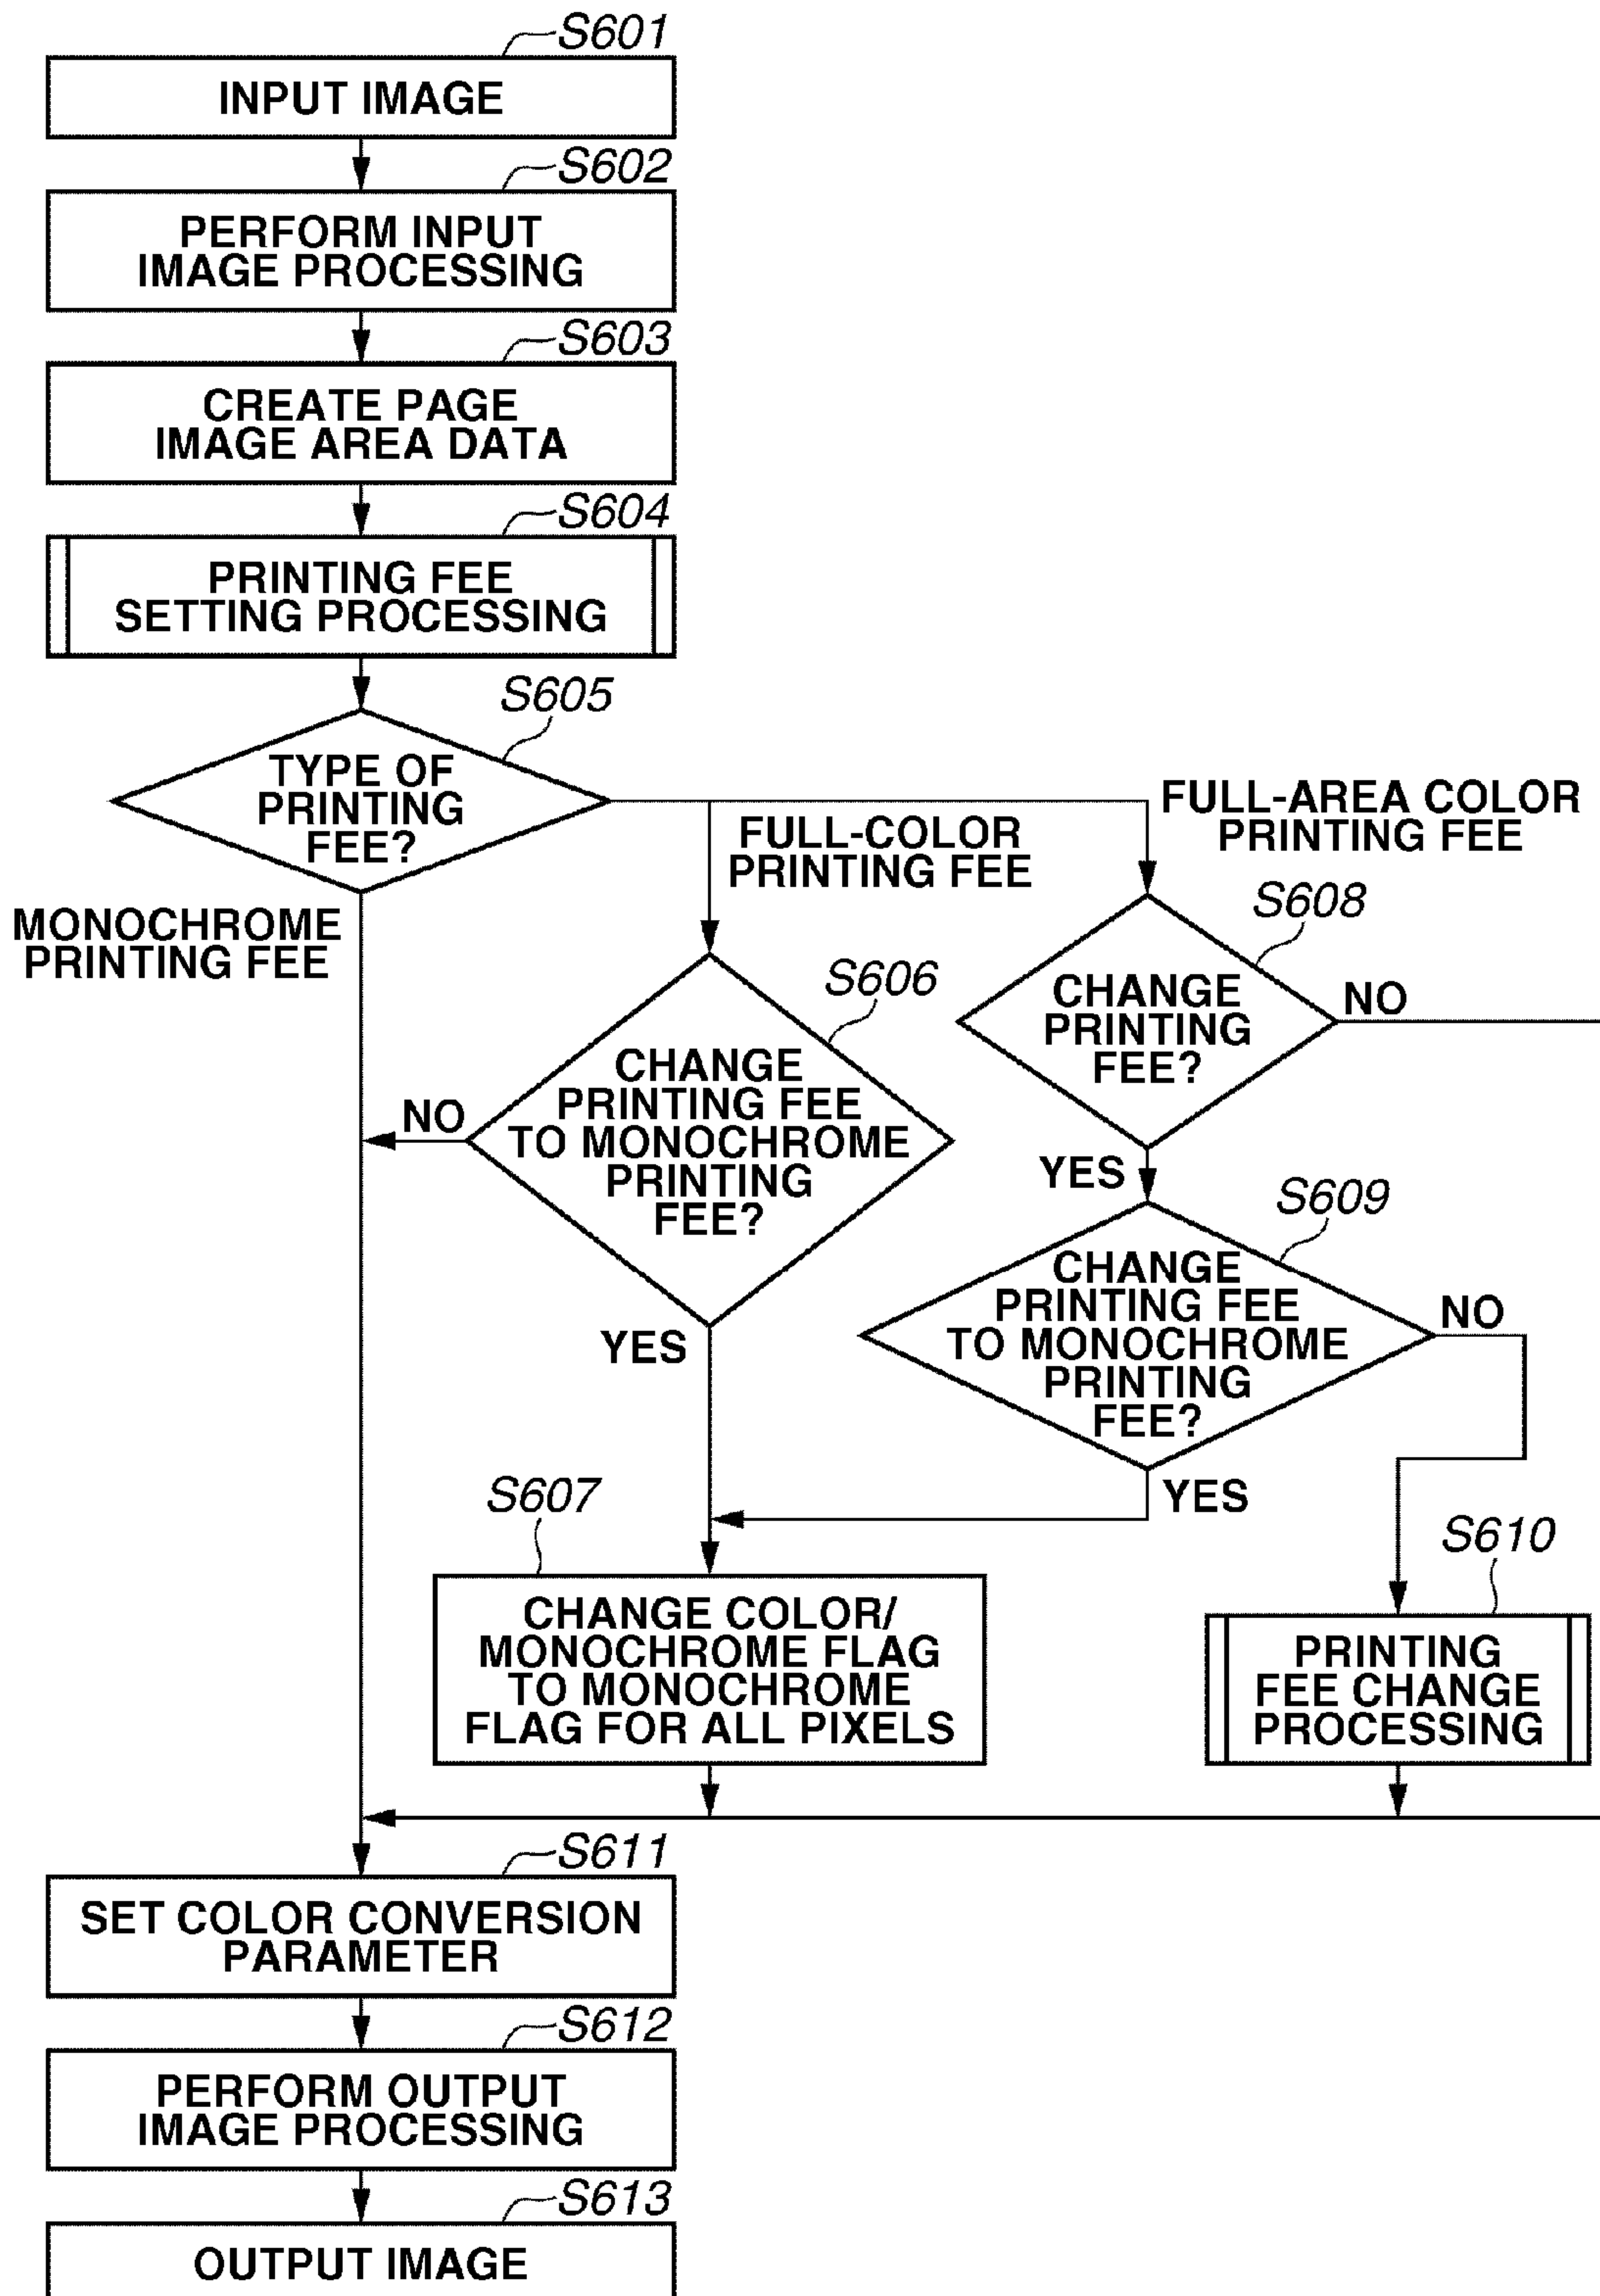 S601
INPUT IMAGE
S602
PERFORM INPUT
IMAGE PROCESSING
S603
CREATE PAGE
IMAGE AREA DATA
S604
PRINTING FEE
SETTING PROCESSING
S605
TYPE OF
PRINTING
FEE?
MONOCHROME
PRINTING FEE
FULL-COLOR
PRINTING FEE
FULL-AREA COLOR
PRINTING FEE
S606
CHANGE
PRINTING FEE
TO MONOCHROME
PRINTING
FEE?
NO
YES
S608
CHANGE
PRINTING
FEE?
NO
YES
S609
CHANGE
PRINTING FEE
TO MONOCHROME
PRINTING
FEE?
NO
YES
S607
CHANGE COLOR/
MONOCHROME FLAG
TO MONOCHROME
FLAG FOR ALL PIXELS
S610
PRINTING
FEE CHANGE
PROCESSING
S611
SET COLOR CONVERSION
PARAMETER
S612
PERFORM OUTPUT
IMAGE PROCESSING
S613
OUTPUT IMAGE